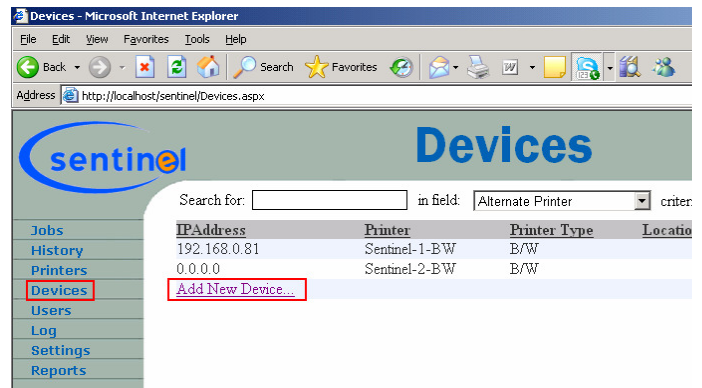 Devices - Microsoft Internet Explorer
File Edit View Favorites Tools Help
Back Search Favorites
Address http://localhost/sentinel/Devices.aspx
sentinel
Devices
Search for: in field: Alternate Printer criter
IPAddress Printer Printer Type Locatio
192.168.0.81 Sentinel-1-BW B/W
0.0.0.0 Sentinel-2-BW B/W
Add New Device...
Jobs
History
Printers
Devices
Users
Log
Settings
Reports